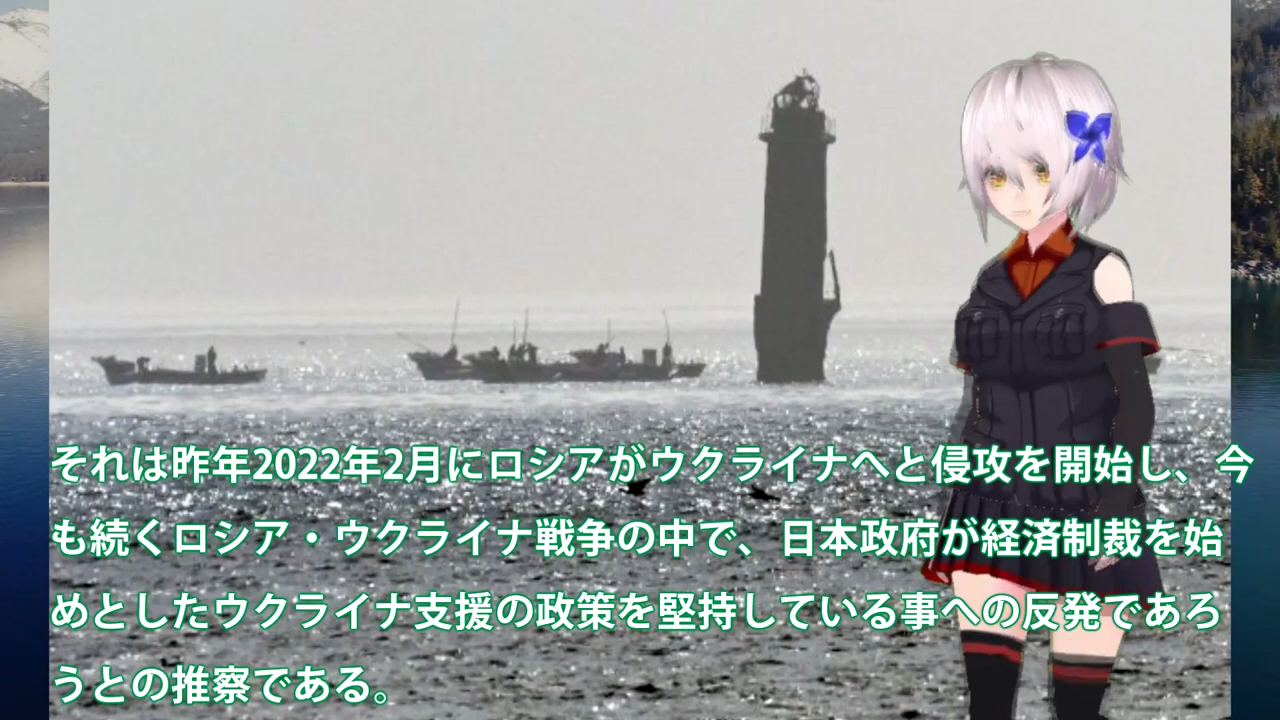 それは昨年2022年2月にロシアがウクライナへと侵攻を開始し、今
も続くロシア・ウクライナ戦争の中で、日本政府が経済制裁を始
めとしたウクライナ支援の政策を堅持している事への反発であろ
うとの推察である。